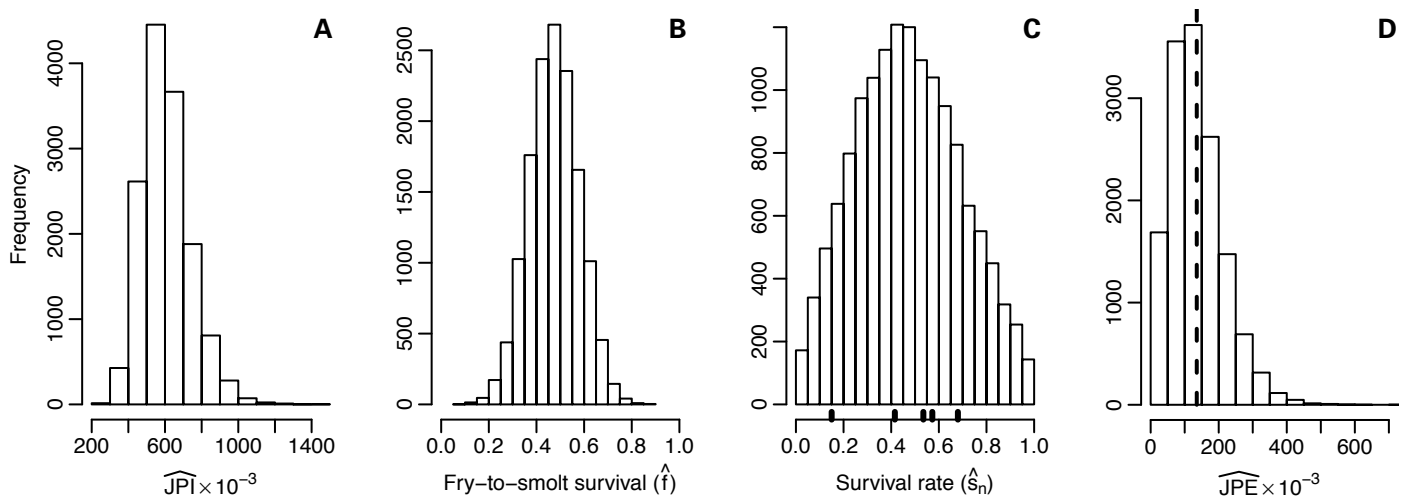 A
B
C
D
Frequency
0 1000 2000 3000 4000
200 600 1000 1400
J͡PI × 10⁻³
0 500 1000 1500 2000 2500
0.0 0.2 0.4 0.6 0.8 1.0
Fry−to−smolt survival (f̂)
0 200 400 600 800 1000
0.0 0.2 0.4 0.6 0.8 1.0
Survival rate (ŝₙ)
0 1000 2000 3000
0 200 400 600
J͡PE × 10⁻³